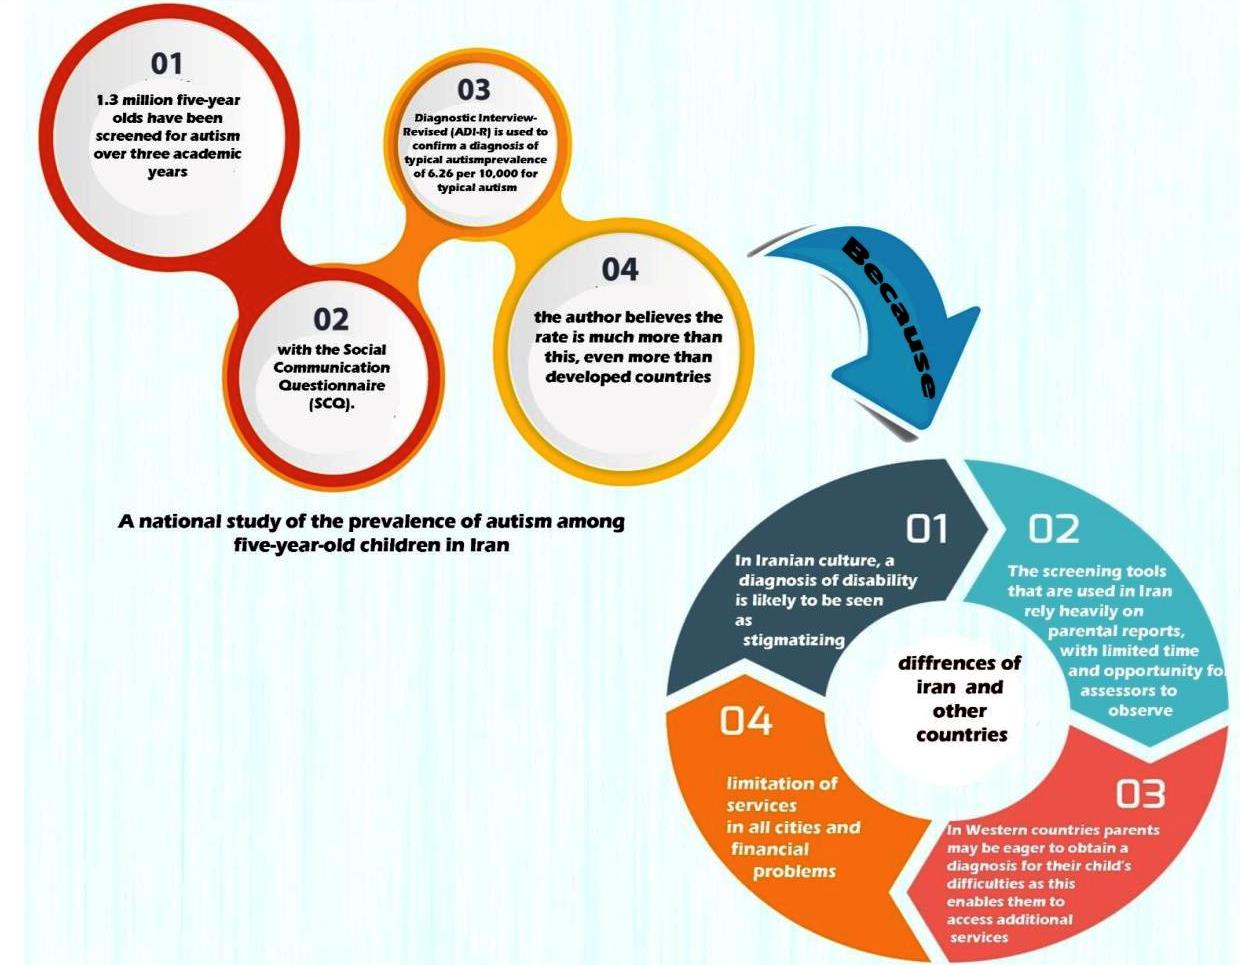 01
1.3 million five-year
olds have been
screened for autism
over three academic
years
02
with the Social
Communication
Questionnaire
(SCQ).
03
Diagnostic Interview-
Revised (ADI-R) is used to
confirm a diagnosis of
typical autismprevalence
of 6.26 per 10,000 for
typical autism
04
the author believes the
rate is much more than
this, even more than
developed countries
A national study of the prevalence of autism among
five-year-old children in Iran
Because
diffrences of
iran and
other
countries
01
In Iranian culture, a
diagnosis of disability
is likely to be seen
as
stigmatizing
02
The screening tools
that are used in Iran
rely heavily on
parental reports,
with limited time
and opportunity fo
assessors to
observe
03
In Western countries parents
may be eager to obtain a
diagnosis for their child's
difficulties as this
enables them to
access additional
services
04
limitation of
services
in all cities and
financial
problems